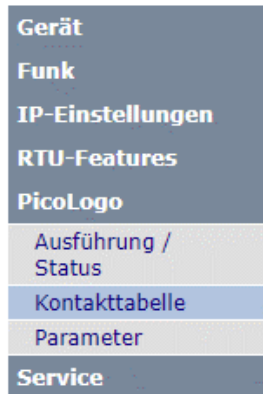 Gerät
Funk
IP-Einstellungen
RTU-Features
PicoLogo
Ausführung /
Status
Kontakttabelle
Parameter
Service